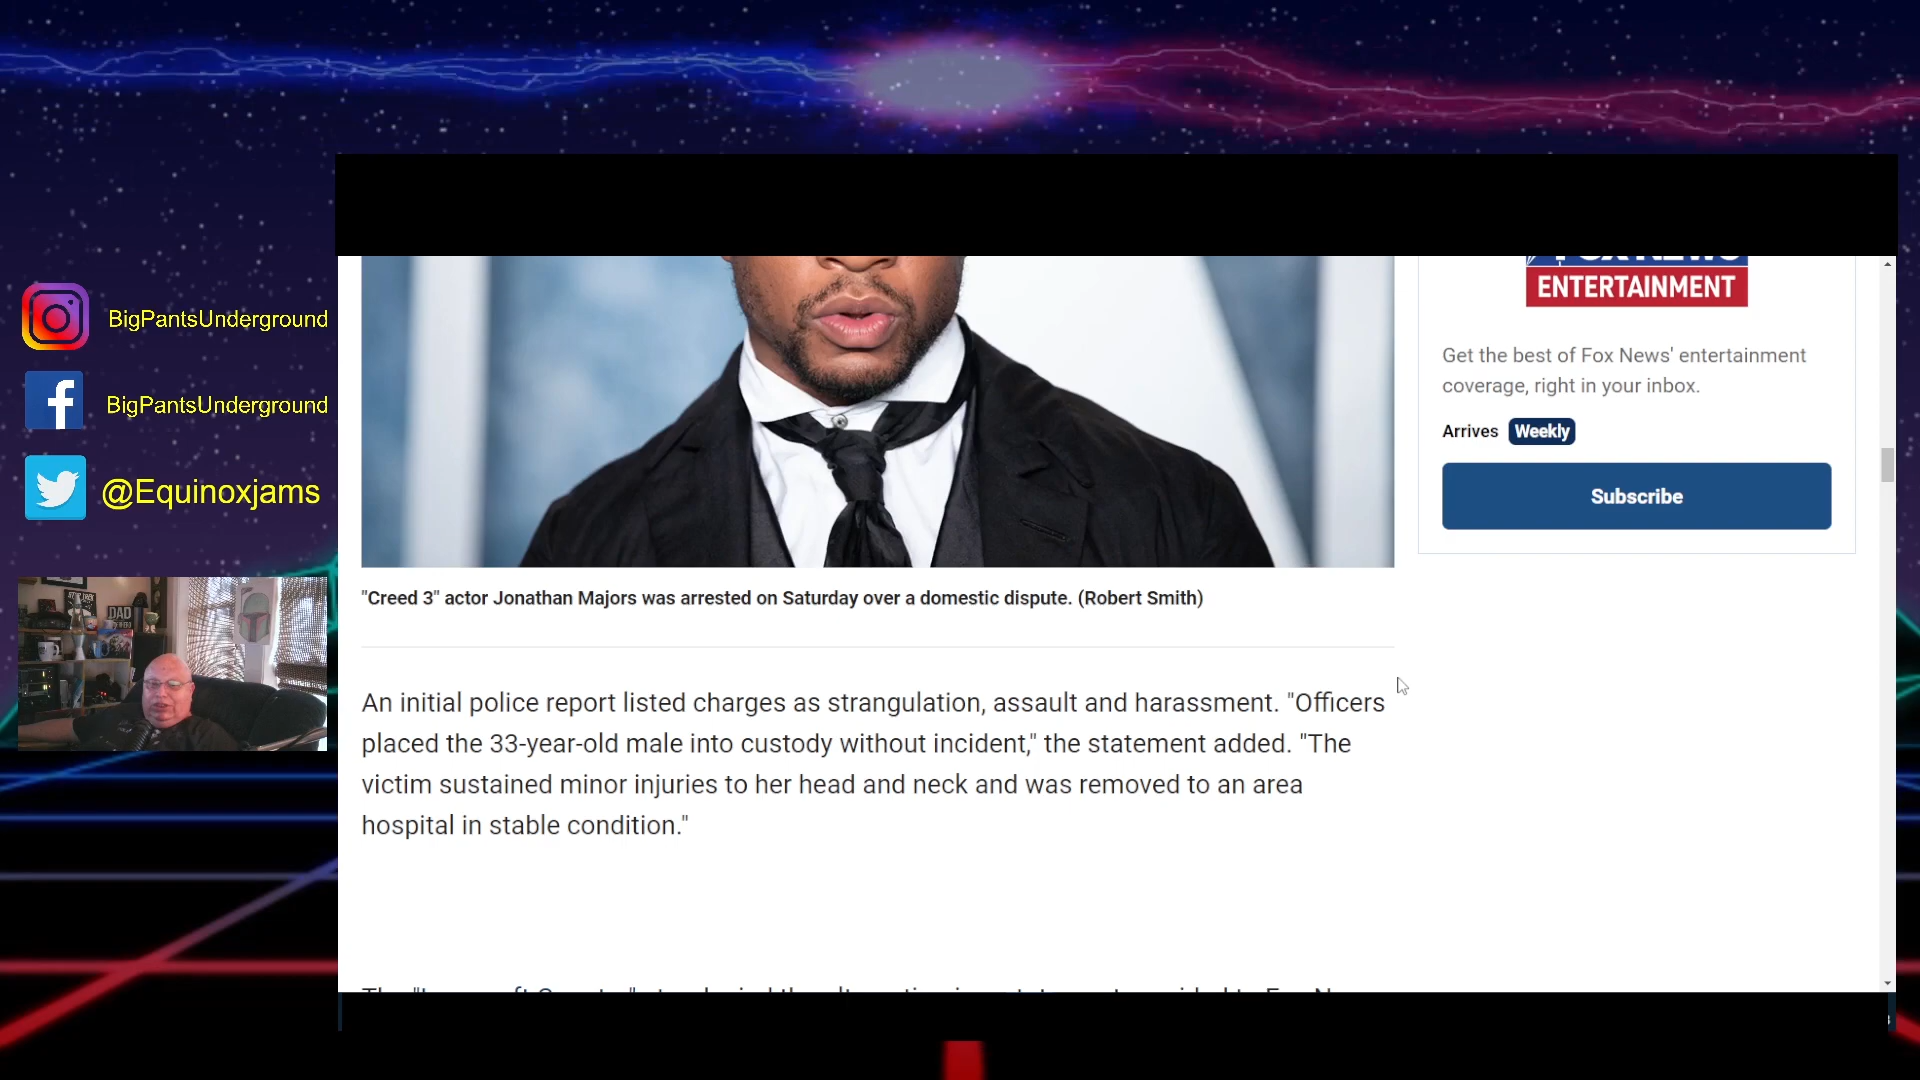 FOX NEWS
ENTERTAINMENT
BigPantsUnderground
Get the best of Fox News' entertainment
coverage, right in your inbox.
BigPantsUnderground
Arrives Weekly
@Equinoxjams
Subscribe
"Creed 3" actor Jonathan Majors was arrested on Saturday over a domestic dispute. (Robert Smith)
STAR TREK
DAD
An initial police report listed charges as strangulation, assault and harassment. "Officers
placed the 33-year-old male into custody without incident," the statement added. "The
victim sustained minor injuries to her head and neck and was removed to an area
hospital in stable condition."